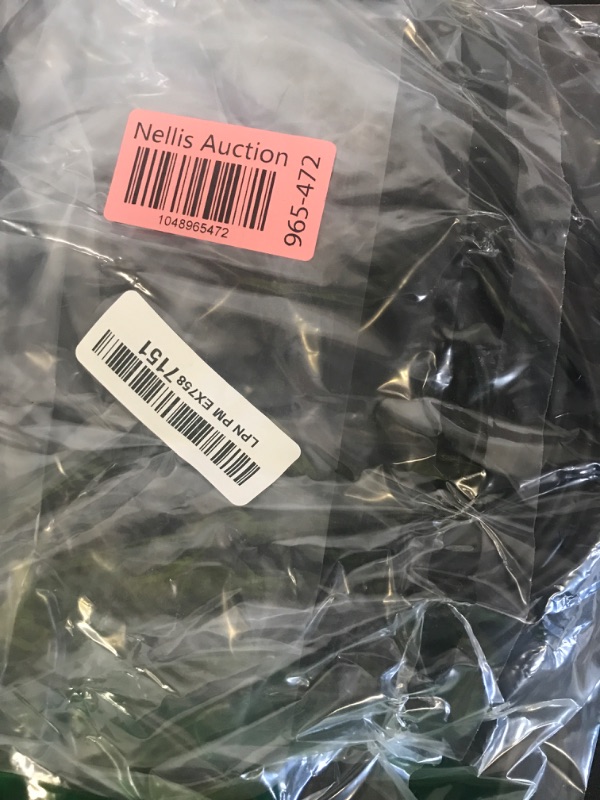 Nellis Auction
1048965472
965-472
LPN PM EX758 7151